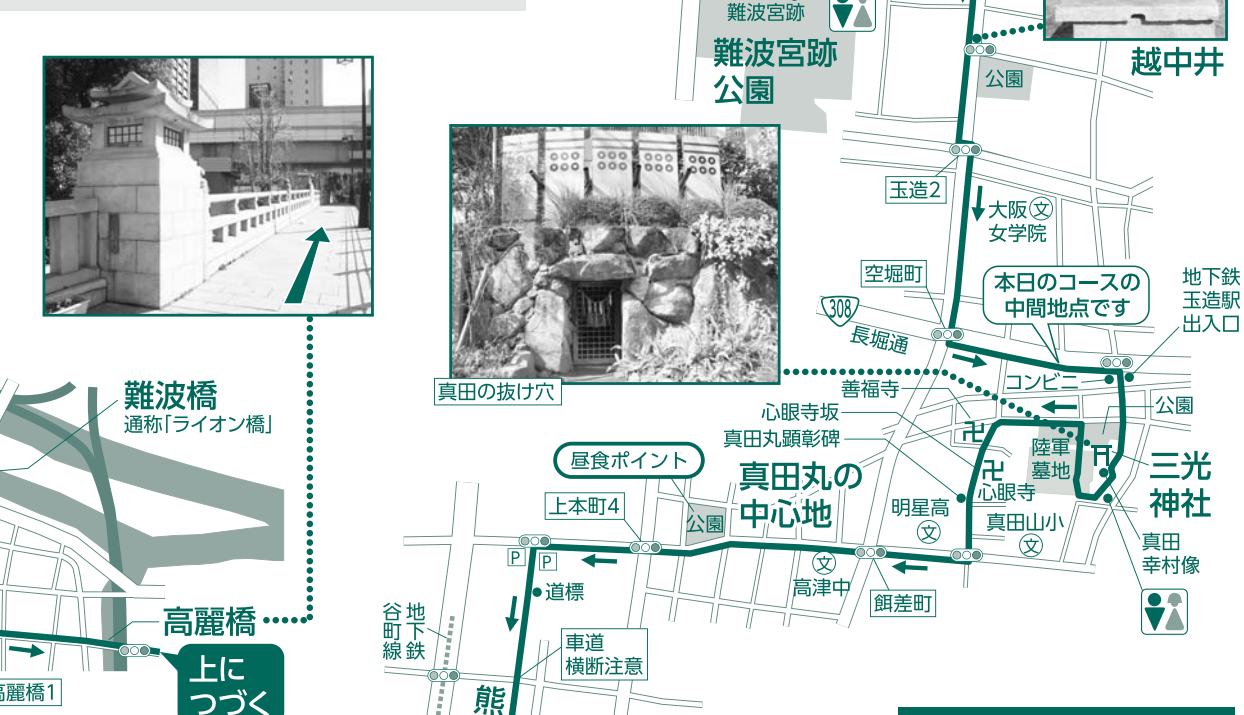 難波宮跡
難波宮跡
公園
越中井
公園
玉造2
大阪㊛
女学院
空堀町
本日のコースの
中間地点です
地下鉄
玉造駅
出入口
308
長堀通
コンビニ
真田の抜け穴
善福寺
公園
心眼寺坂
真田丸顕彰碑
卍
陸軍
墓地
三光
神社
卍
心眼寺
難波橋
通称「ライオン橋」
昼食ポイント
真田丸の
中心地
上本町4
公園
明星高
文
真田山小
文
真田
幸村像
P
P
文
高津中
餌差町
道標
地下鉄
谷町線
車道
横断注意
高麗橋
上に
つづく
高麗橋1
熊